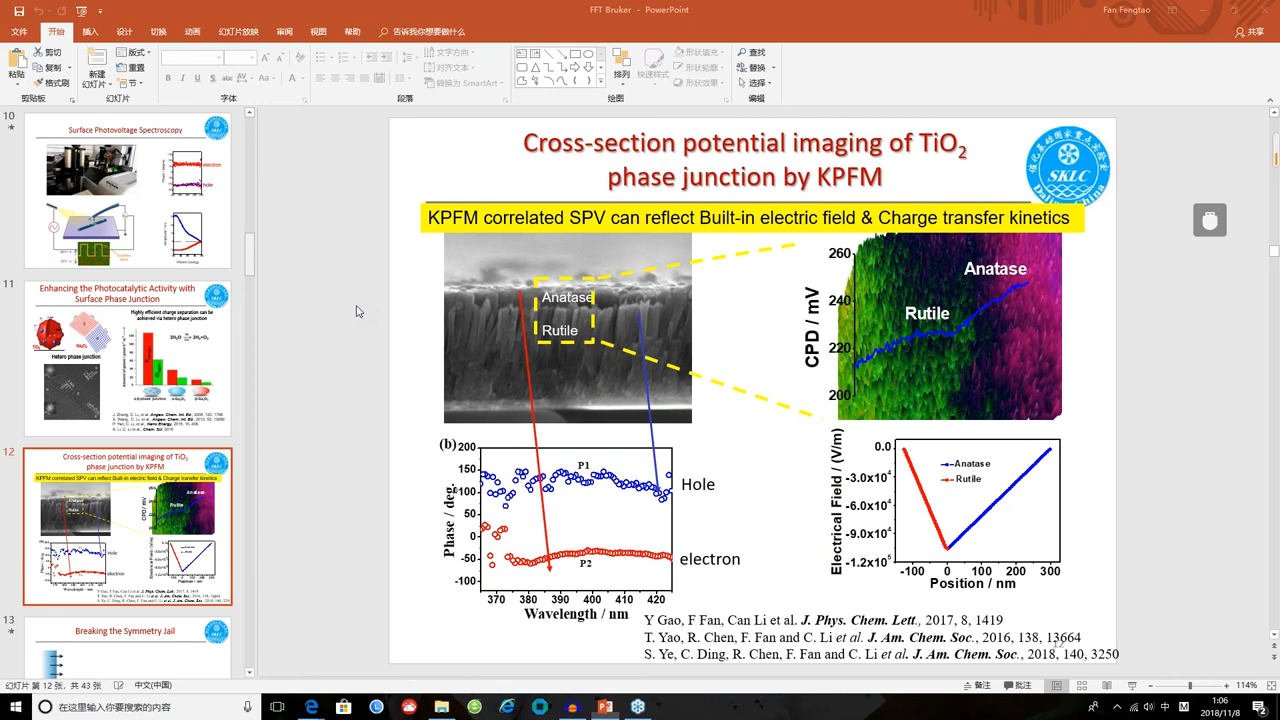 FFT Bruker - PowerPoint
Fan Fengtao
文件 开始 插入 设计 切换 动画 幻灯片放映 审阅 视图 帮助 告诉我你想要做什么
共享
粘贴
剪切
复制
格式刷
剪贴板
新建
幻灯片
版式
重置
节
幻灯片
字体
文字方向
对齐文本
转换为 SmartArt
段落
排列
快速样式
形状填充
形状轮廓
形状效果
绘图
查找
替换
选择
编辑
10
Surface Photovoltage Spectroscopy
electron
hole
11
Enhancing the Photocatalytic Activity with
Surface Phase Junction
Highly efficient charge separation can be
achieved via hetero phase junction
Hetero phase junction
12
Cross-section potential imaging of TiO2
phase junction by KPFM
KPFM correlated SPV can reflect Built-in electric field & Charge transfer kinetics
Anatase
Rutile
Hole
electron
13
Breaking the Symmetry Jail
Cross-section potential imaging of TiO2
phase junction by KPFM
SKLC
KPFM correlated SPV can reflect Built-in electric field & Charge transfer kinetics
Anatase
Rutile
CPD / mV
260
240
220
200
Anatase
Rutile
(b)
Phase / deg.
200
150
100
50
0
-50
-100
P1
P2
Hole
electron
370 380 390 400 410 420
Wavelength / nm
Electrical Field / (V/m)
0.0
-3.0x10⁴
-6.0x10⁴
-9.0x10⁴
-1.2x10⁵
Anatase
Rutile
-100 0 100 200 300
Position / nm
Y Gao, F Fan, Can Li et al. J. Phys. Chem. Lett., 2017, 8, 1419
T. Yao, R. Chen, F. Fan and C. Li et al. J. Am. Chem. Soc., 2016, 138, 13664
S. Ye, C. Ding, R. Chen, F. Fan and C. Li et al. J. Am. Chem. Soc., 2018, 140, 3250
12
幻灯片 第 12 张，共 43 张 中文(中国)
备注 批注 114%
在这里输入你要搜索的内容
中
1:06
2018/11/8